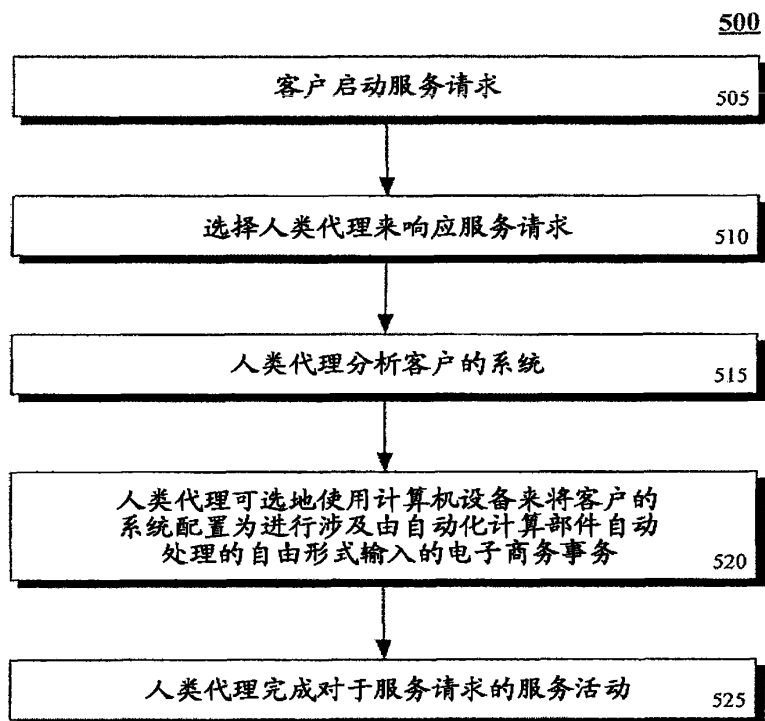 500
客户启动服务请求
505
选择人类代理来响应服务请求
510
人类代理分析客户的系统
515
人类代理可选地使用计算机设备来将客户的
系统配置为进行涉及由自动化计算部件自动
处理的自由形式输入的电子商务事务
520
人类代理完成对于服务请求的服务活动
525